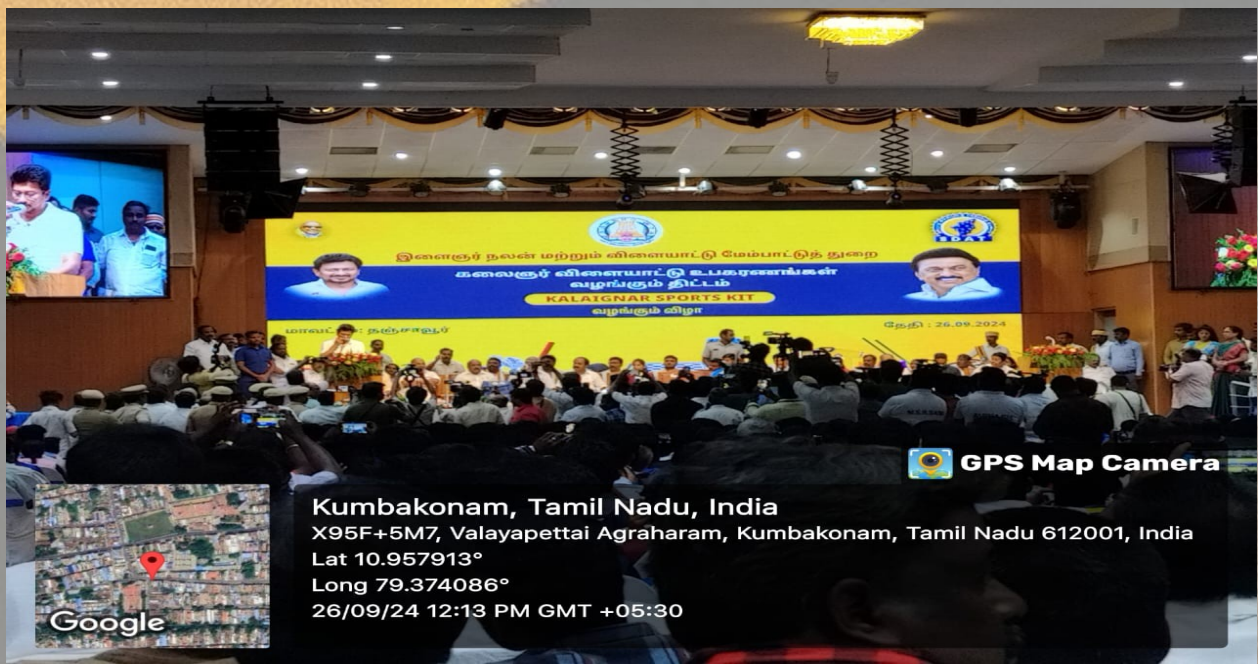 SDAT
இளைஞர் நலன் மற்றும் விளையாட்டு மேம்பாட்டுத் துறை
கலைஞர் விளையாட்டு உபகரணங்கள்
வழங்கும் திட்டம்
KALAIGNAR SPORTS KIT
வழங்கும் விழா
மாவட்டம்: தஞ்சாவூர்
தேதி : 26.09.2024
GPS Map Camera
Kumbakonam, Tamil Nadu, India
X95F+5M7, Valayapettai Agraharam, Kumbakonam, Tamil Nadu 612001, India
Lat 10.957913°
Long 79.374086°
26/09/24 12:13 PM GMT +05:30
Google